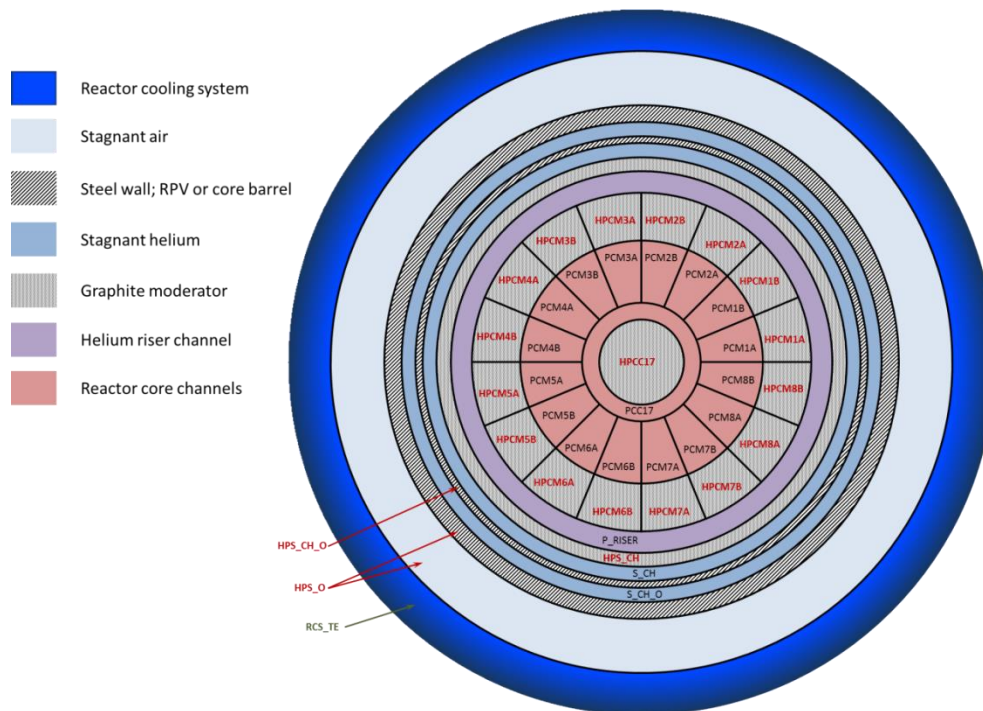 Reactor cooling system
Stagnant air
Steel wall; RPV or core barrel
Stagnant helium
Graphite moderator
Helium riser channel
Reactor core channels
HPCM3A
HPCM2B
HPCM3B
HPCM2A
PCM3A
PCM2B
HPCM4A
PCM3B
PCM2A
HPCM1B
PCM4A
PCM1B
HPCM4B
PCM4B
PCM1A
HPCM1A
HPCC17
HPCM5A
PCM5A
PCM8B
HPCM8B
PCC17
PCM5B
PCM8A
HPCM5B
PCM6A
PCM7B
HPCM8A
PCM6B
PCM7A
HPCM6A
HPCM7B
HPCM6B
HPCM7A
P_RISER
HPS_CH_O
HPS_CH
S_CH
HPS_O
S_CH_O
RCS_TE